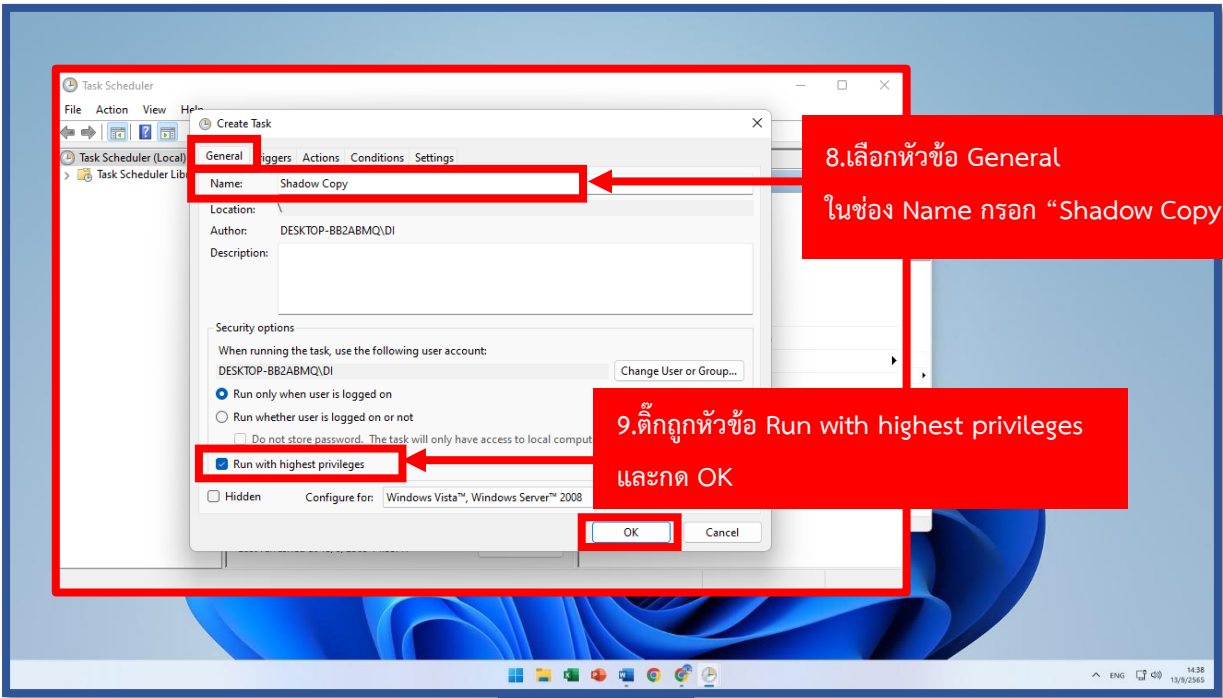 Task Scheduler
File Action View Help
Create Task
Task Scheduler (Local)
General Triggers Actions Conditions Settings
Task Scheduler Lib
Name: Shadow Copy
8.เลือกหัวข้อ General
ในช่อง Name กรอก “Shadow Copy
Location: \
Author: DESKTOP-BB2ABMQ\DI
Description:
Security options
When running the task, use the following user account:
DESKTOP-BB2ABMQ\DI Change User or Group...
Run only when user is logged on
Run whether user is logged on or not
Do not store password. The task will only have access to local comput
9.ติ๊กถูกหัวข้อ Run with highest privileges
และกด OK
Run with highest privileges
Hidden Configure for: Windows Vista™, Windows Server™ 2008
OK Cancel
ENG 14:38
13/9/2565